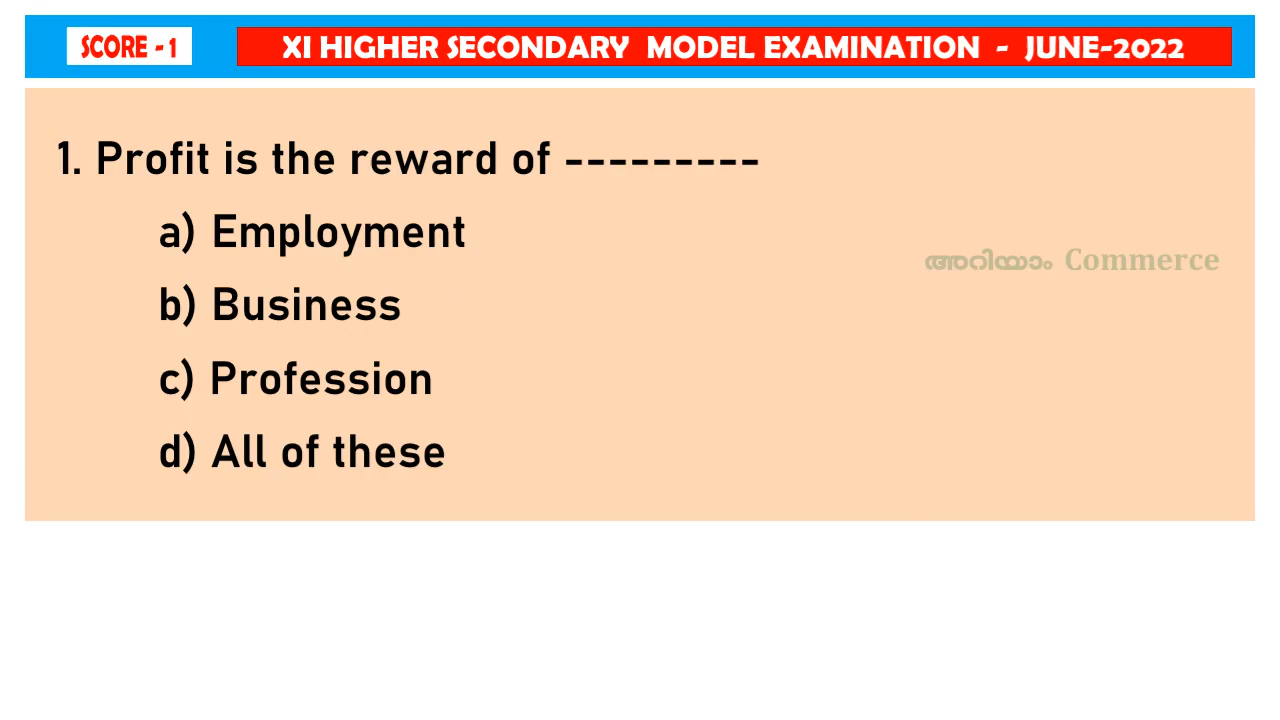 SCORE - 1
XI HIGHER SECONDARY MODEL EXAMINATION - JUNE-2022
1. Profit is the reward of ---------
a) Employment
അറിയാം Commerce
b) Business
c) Profession
d) All of these